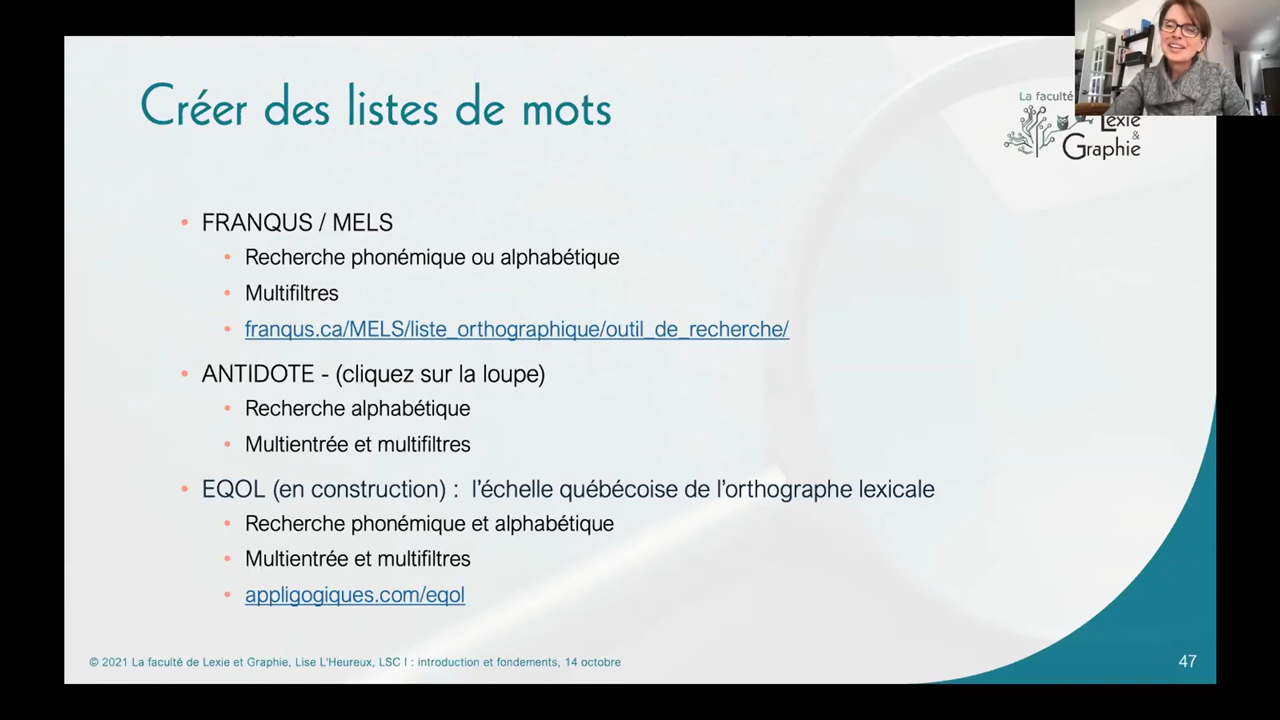 Créer des listes de mots
La faculté
Lexie
&
Graphie
• FRANQUS / MELS
• Recherche phonémique ou alphabétique
• Multifiltres
• franqus.ca/MELS/liste_orthographique/outil_de_recherche/
• ANTIDOTE - (cliquez sur la loupe)
• Recherche alphabétique
• Multientrée et multifiltres
• EQOL (en construction) : l'échelle québécoise de l'orthographe lexicale
• Recherche phonémique et alphabétique
• Multientrée et multifiltres
• appligogiques.com/eqol
© 2021 La faculté de Lexie et Graphie, Lise L'Heureux, LSC I : introduction et fondements, 14 octobre
47